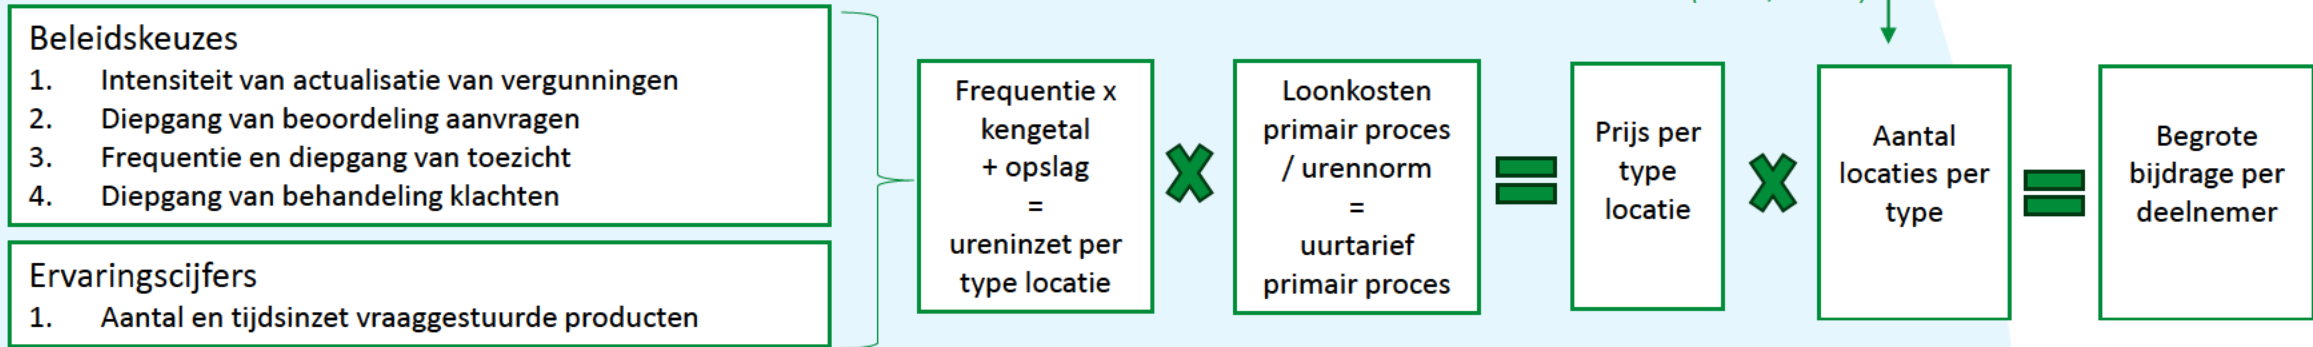 Beleidskeuzes
1. Intensiteit van actualisatie van vergunningen
2. Diepgang van beoordeling aanvragen
3. Frequentie en diepgang van toezicht
4. Diepgang van behandeling klachten
Ervaringscijfers
1. Aantal en tijdsinzet vraaggestuurde producten
Frequentie x
kengetal
+ opslag
=
ureninzet per
type locatie
Loonkosten
primair proces
/ urennorm
=
uurtarief
primair proces
Prijs per
type
locatie
Aantal
locaties per
type
Begrote
bijdrage per
deelnemer